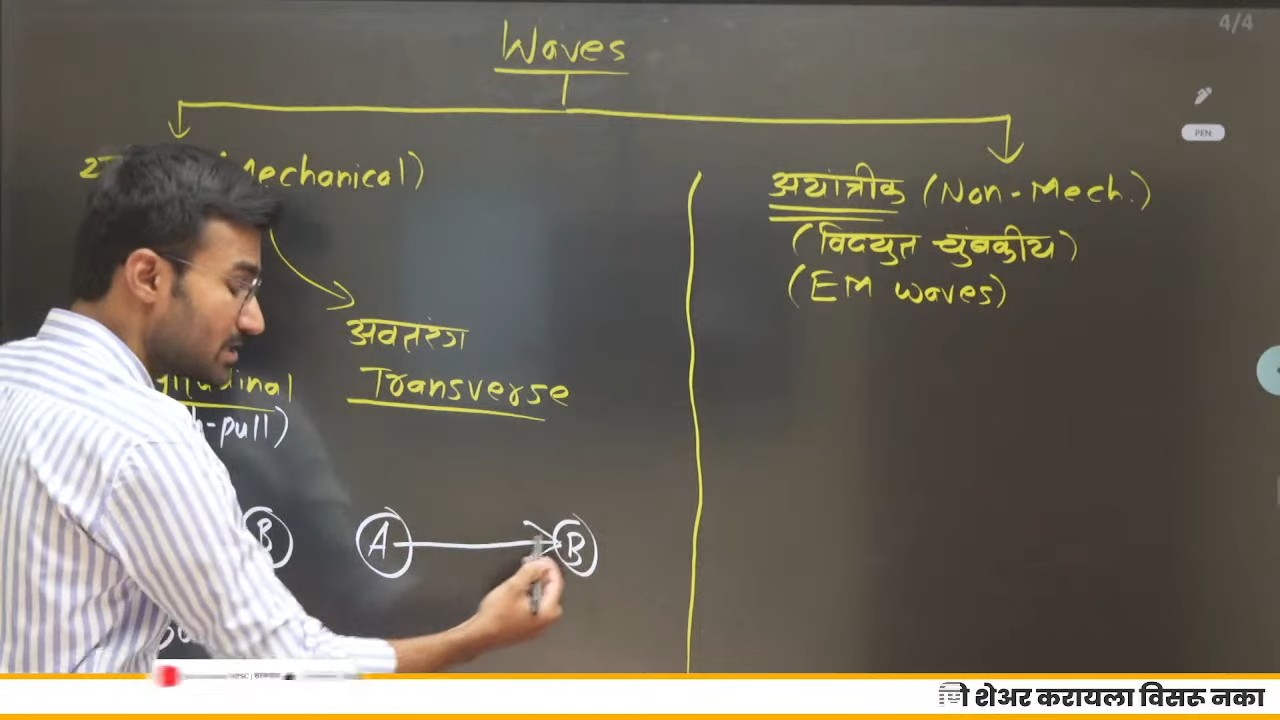 Waves
4/4
PEN
(Mechanical)
अयांत्रीक (Non-Mech.)
(विदयुत चुंबकीय)
(EM waves)
अवतरंग
Transverse
-pull)
B
A
B
शेअर करायला विसरू नका